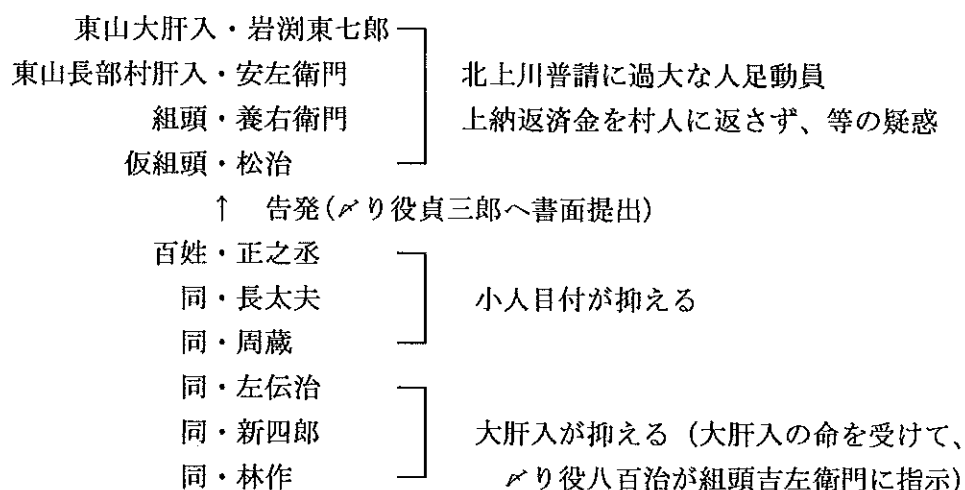 東山大肝入・岩渕東七郎
東山長部村肝入・安左衛門　北上川普請に過大な人足動員
組頭・養右衛門　上納返済金を村人に返さず、等の疑惑
仮組頭・松治
↑　告発(〆り役貞三郎へ書面提出)
百姓・正之丞
同・長太夫　小人目付が抑える
同・周蔵
同・左伝治
同・新四郎　大肝入が抑える（大肝入の命を受けて、
同・林作　〆り役八百治が組頭吉左衛門に指示)